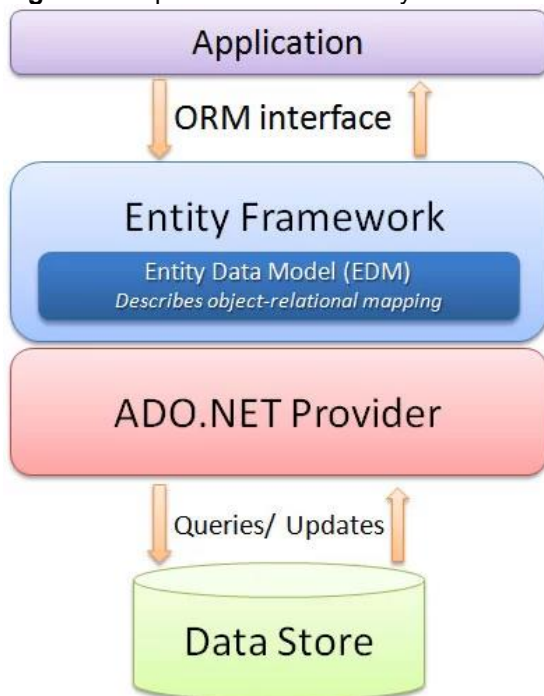 Application
ORM interface
Entity Framework
Entity Data Model (EDM)
Describes object-relational mapping
ADO.NET Provider
Queries/ Updates
Data Store